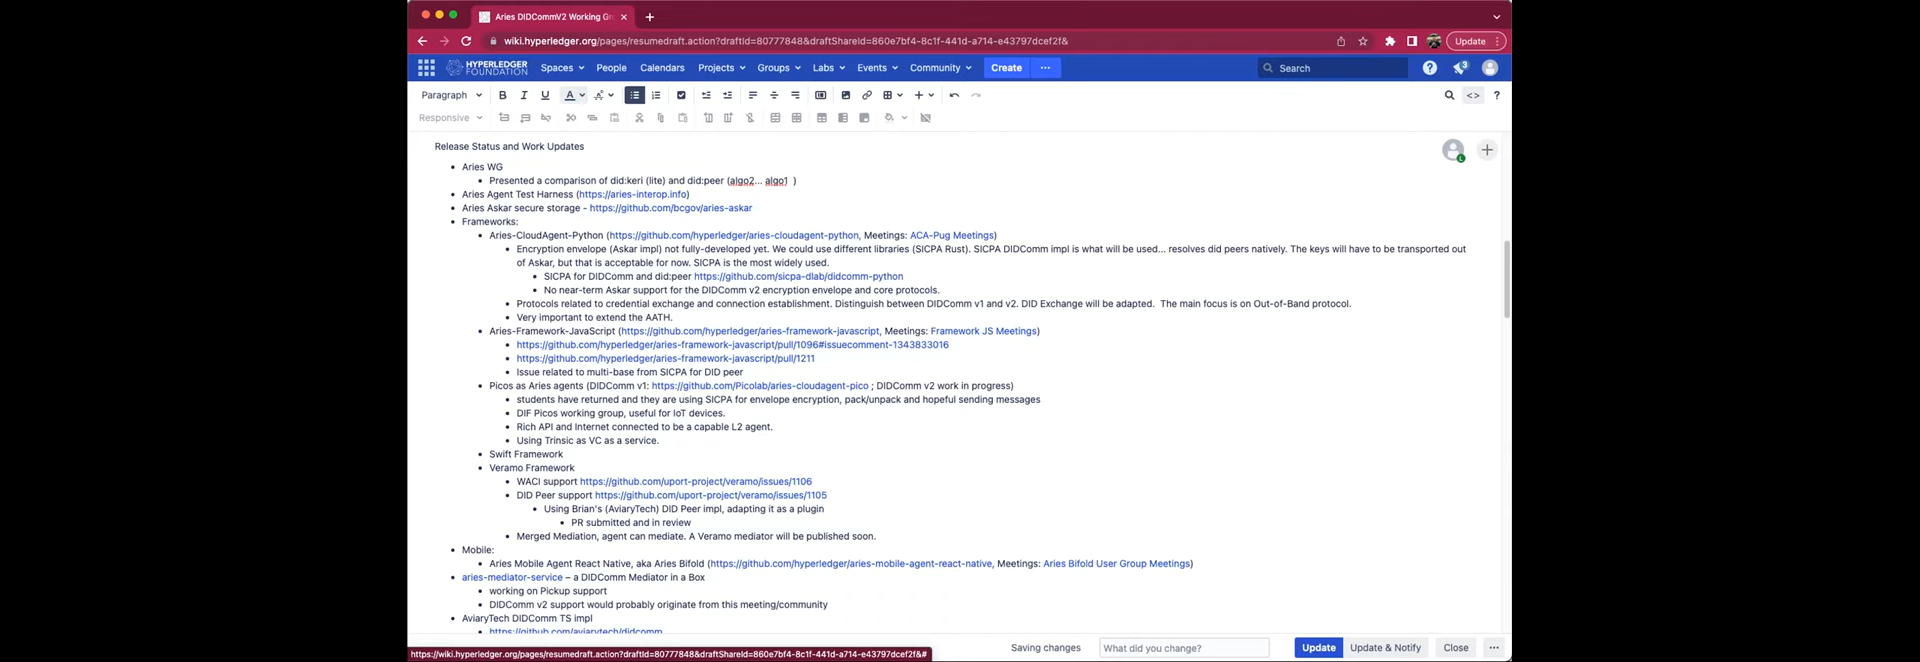 Aries DIDCommV2 Working Gr
wiki.hyperledger.org/pages/resumedraft.action?draftId=80777848&draftShareId=860e7bf4-8c1f-441d-a714-e43797dcef2f&
Update
HYPERLEDGER FOUNDATION Spaces People Calendars Projects Groups Labs Events Community Create ... Search 3
Paragraph B I U A
Responsive
Release Status and Work Updates
• Aries WG
• Presented a comparison of did:keri (lite) and did:peer (algo2... algo1 )
• Aries Agent Test Harness (https://aries-interop.info)
• Aries Askar secure storage - https://github.com/bcgov/aries-askar
• Frameworks:
• Aries-CloudAgent-Python (https://github.com/hyperledger/aries-cloudagent-python, Meetings: ACA-Pug Meetings)
• Encryption envelope (Askar impl) not fully-developed yet. We could use different libraries (SICPA Rust). SICPA DIDComm impl is what will be used... resolves did peers natively. The keys will have to be transported out
of Askar, but that is acceptable for now. SICPA is the most widely used.
• SICPA for DIDComm and did:peer https://github.com/sicpa-dlab/didcomm-python
• No near-term Askar support for the DIDComm v2 encryption envelope and core protocols.
• Protocols related to credential exchange and connection establishment. Distinguish between DIDComm v1 and v2. DID Exchange will be adapted. The main focus is on Out-of-Band protocol.
• Very important to extend the AATH.
• Aries-Framework-JavaScript (https://github.com/hyperledger/aries-framework-javascript, Meetings: Framework JS Meetings)
• https://github.com/hyperledger/aries-framework-javascript/pull/1096#issuecomment-1343833016
• https://github.com/hyperledger/aries-framework-javascript/pull/1211
• Issue related to multi-base from SICPA for DID peer
• Picos as Aries agents (DIDComm v1: https://github.com/Picolab/aries-cloudagent-pico ; DIDComm v2 work in progress)
• students have returned and they are using SICPA for envelope encryption, pack/unpack and hopeful sending messages
• DIF Picos working group, useful for IoT devices.
• Rich API and Internet connected to be a capable L2 agent.
• Using Trinsic as VC as a service.
• Swift Framework
• Veramo Framework
• WACI support https://github.com/uport-project/veramo/issues/1106
• DID Peer support https://github.com/uport-project/veramo/issues/1105
• Using Brian's (AviaryTech) DID Peer impl, adapting it as a plugin
• PR submitted and in review
• Merged Mediation, agent can mediate. A Veramo mediator will be published soon.
• Mobile:
• Aries Mobile Agent React Native, aka Aries Bifold (https://github.com/hyperledger/aries-mobile-agent-react-native, Meetings: Aries Bifold User Group Meetings)
• aries-mediator-service – a DIDComm Mediator in a Box
• working on Pickup support
• DIDComm v2 support would probably originate from this meeting/community
• AviaryTech DIDComm TS impl
• https://github.com/aviarytech/didcomm
Saving changes What did you change? Update Update & Notify Close ...
https://wiki.hyperledger.org/pages/resumedraft.action?draftId=80777848&draftShareId=860e7bf4-8c1f-441d-a714-e43797dcef2f&#